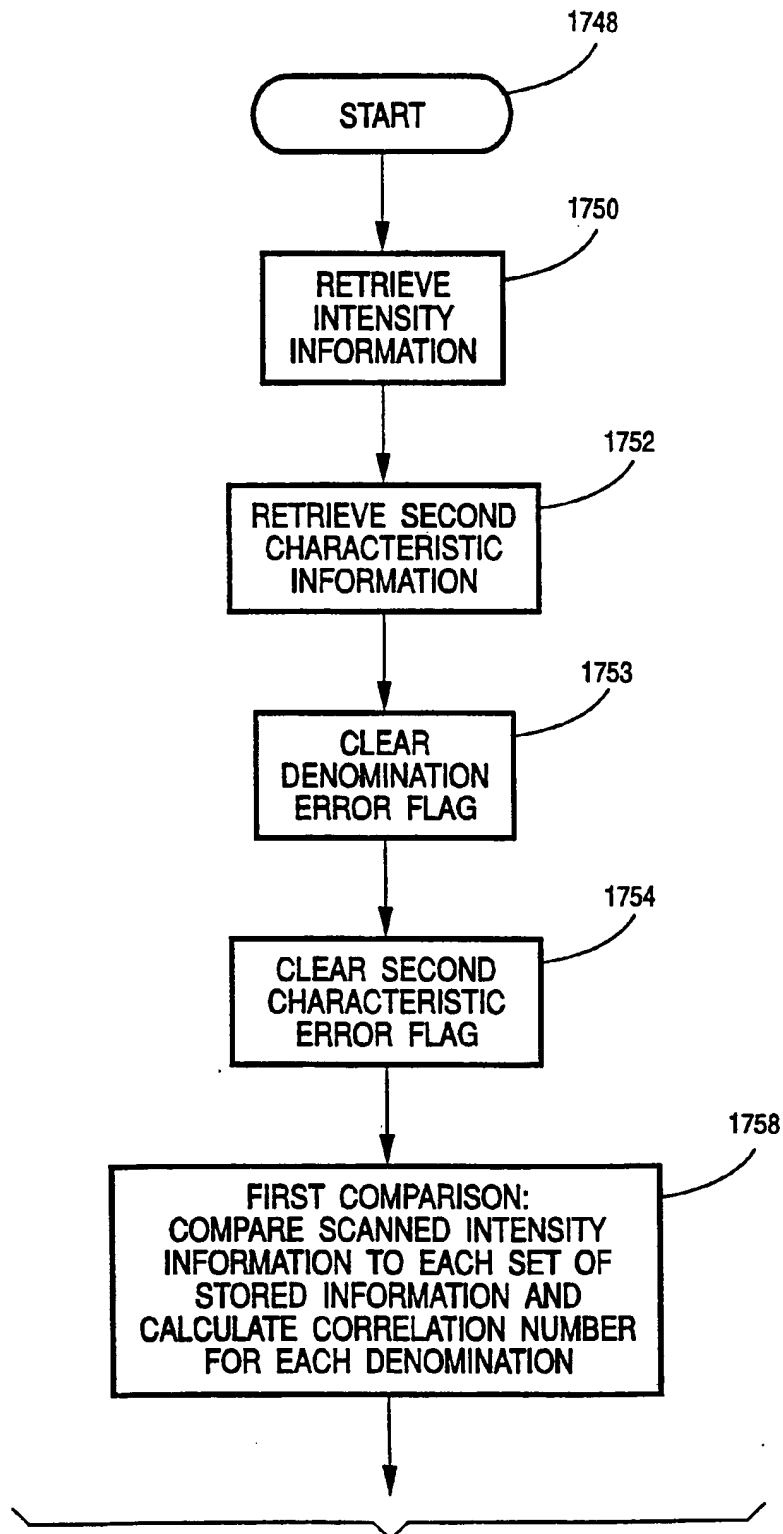 1748
START
1750
RETRIEVE
INTENSITY
INFORMATION
1752
RETRIEVE SECOND
CHARACTERISTIC
INFORMATION
1753
CLEAR
DENOMINATION
ERROR FLAG
1754
CLEAR SECOND
CHARACTERISTIC
ERROR FLAG
1758
FIRST COMPARISON:
COMPARE SCANNED INTENSITY
INFORMATION TO EACH SET OF
STORED INFORMATION AND
CALCULATE CORRELATION NUMBER
FOR EACH DENOMINATION